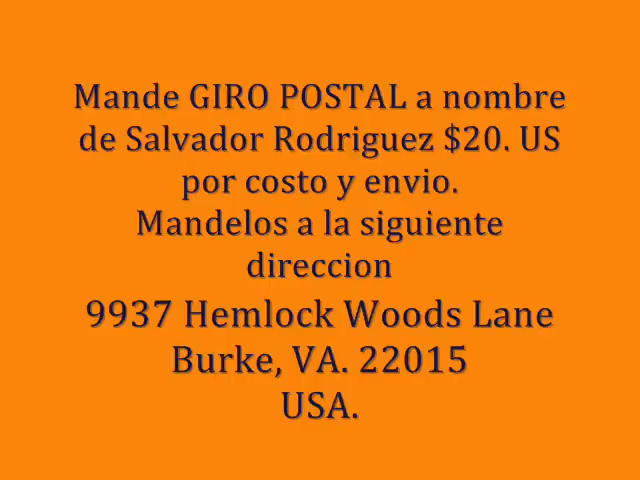 Mande GIRO POSTAL a nombre
de Salvador Rodriguez $20. US
por costo y envio.
Mandelos a la siguiente
direccion
9937 Hemlock Woods Lane
Burke, VA. 22015
USA.